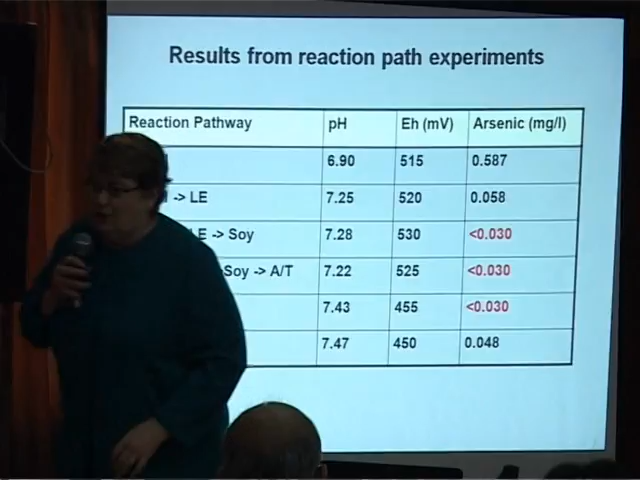 Results from reaction path experiments
Reaction Pathway pH Eh (mV) Arsenic (mg/l)
6.90 515 0.587
-> LE 7.25 520 0.058
-> Soy 7.28 530 <0.030
Soy -> A/T 7.22 525 <0.030
7.43 455 <0.030
7.47 450 0.048